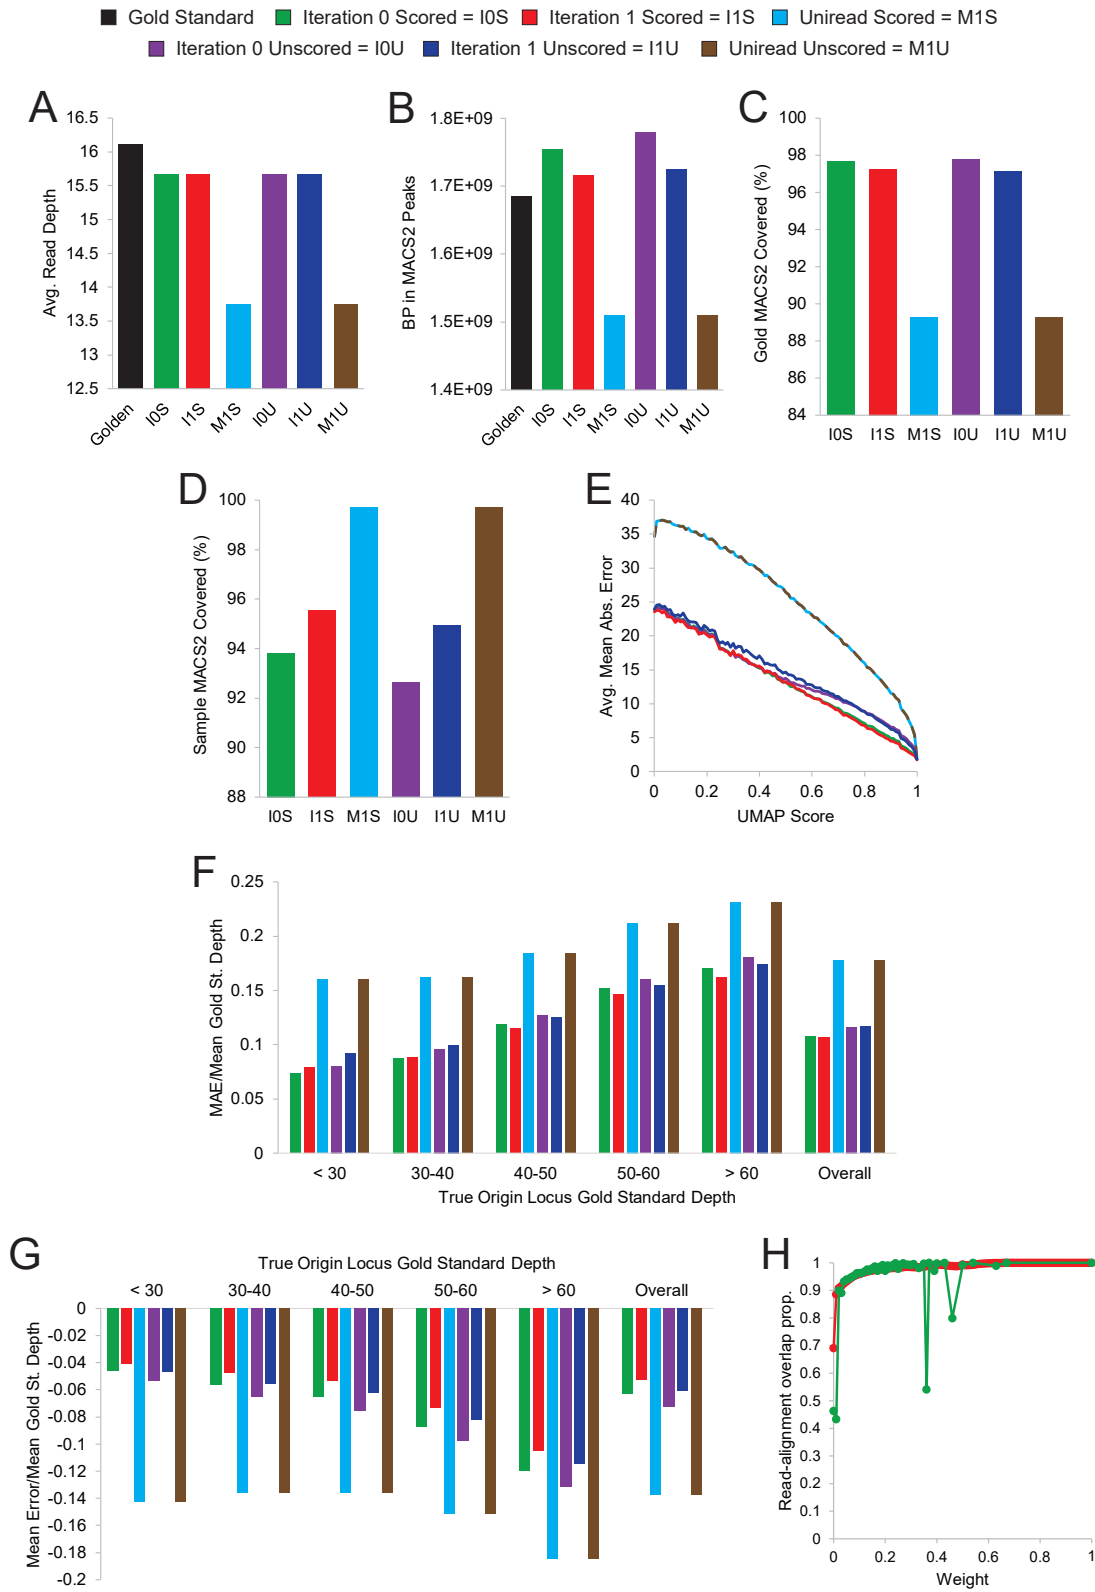 Gold Standard Iteration 0 Scored = I0S Iteration 1 Scored = I1S Uniread Scored = M1S
Iteration 0 Unscored = I0U Iteration 1 Unscored = I1U Uniread Unscored = M1U
A
Avg. Read Depth
16.5
16
15.5
15
14.5
14
13.5
13
12.5
Golden I0S I1S M1S I0U I1U M1U
B
BP in MACS2 Peaks
1.8E+09
1.7E+09
1.6E+09
1.5E+09
1.4E+09
Golden I0S I1S M1S I0U I1U M1U
C
Gold MACS2 Covered (%)
100
98
96
94
92
90
88
86
84
I0S I1S M1S I0U I1U M1U
D
Sample MACS2 Covered (%)
100
98
96
94
92
90
88
I0S I1S M1S I0U I1U M1U
E
Avg. Mean Abs. Error
40
35
30
25
20
15
10
5
0
0 0.2 0.4 0.6 0.8 1
UMAP Score
F
MAE/Mean Gold St. Depth
0.25
0.2
0.15
0.1
0.05
0
< 30 30-40 40-50 50-60 > 60 Overall
True Origin Locus Gold Standard Depth
G
True Origin Locus Gold Standard Depth
< 30 30-40 40-50 50-60 > 60 Overall
Mean Error/Mean Gold St. Depth
0
-0.02
-0.04
-0.06
-0.08
-0.1
-0.12
-0.14
-0.16
-0.18
-0.2
H
Read-alignment overlap prop.
1
0.9
0.8
0.7
0.6
0.5
0.4
0.3
0.2
0.1
0
0 0.2 0.4 0.6 0.8 1
Weight